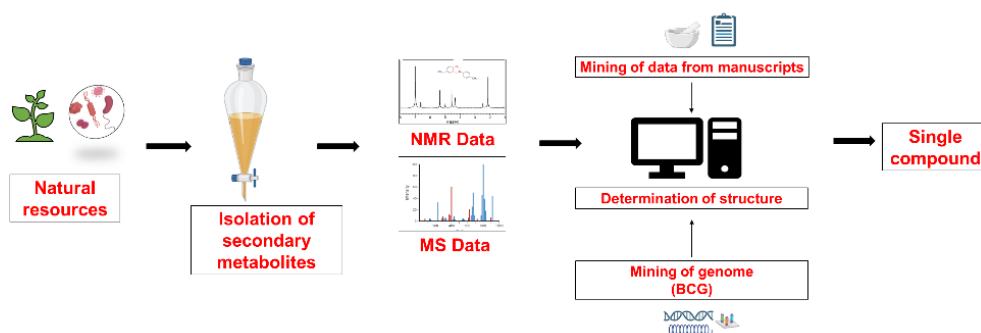 Natural
resources
Isolation of
secondary
metabolites
NMR Data
MS Data
Mining of data from manuscripts
Determination of structure
Mining of genome
(BCG)
Single
compound